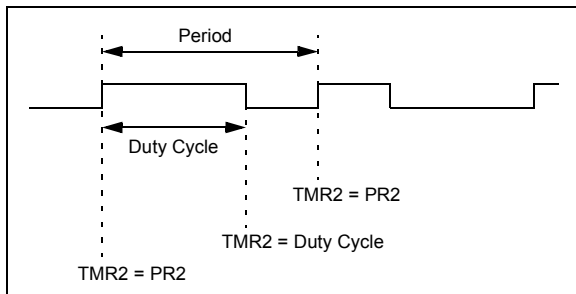 Period
Duty Cycle
TMR2 = PR2
TMR2 = Duty Cycle
TMR2 = PR2